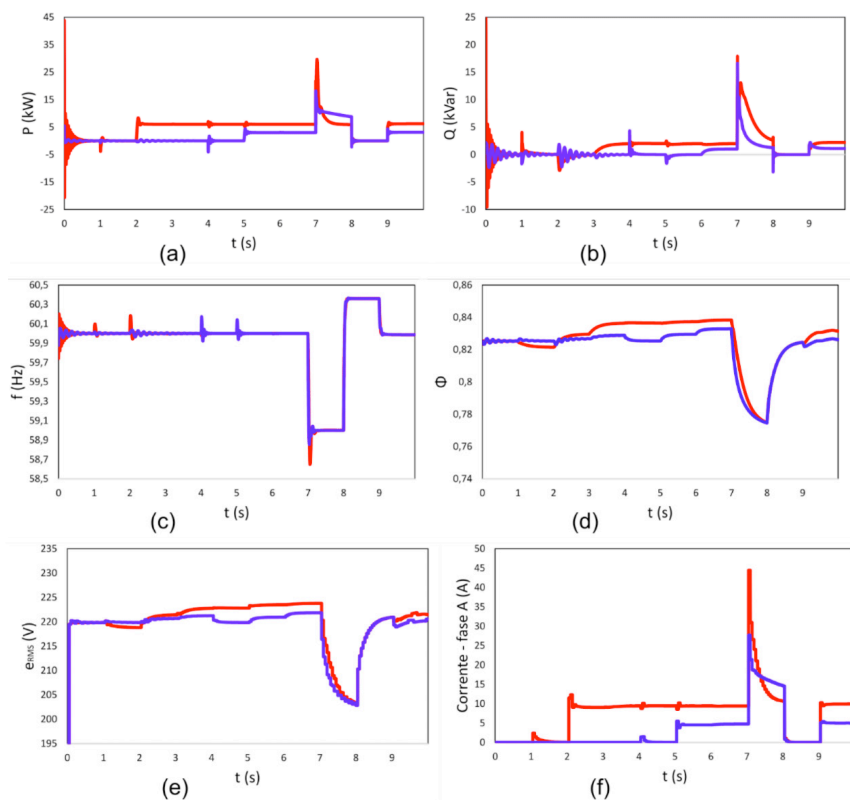 P (kW)
45
35
25
15
5
-5
-15
-25
0 1 2 3 4 5 6 7 8 9
t (s)
(a)
Q (kVar)
25
20
15
10
5
0
-5
-10
0 1 2 3 4 5 6 7 8 9
t (s)
(b)
f (Hz)
60,5
60,3
60,1
59,9
59,7
59,5
59,3
59,1
58,9
58,7
58,5
0 1 2 3 4 5 6 7 8 9
t (s)
(c)
Φ
0,86
0,84
0,82
0,8
0,78
0,76
0,74
0 1 2 3 4 5 6 7 8 9
t (s)
(d)
eRMS (V)
235
230
225
220
215
210
205
200
195
0 1 2 3 4 5 6 7 8 9
t (s)
(e)
Corrente - fase A (A)
50
45
40
35
30
25
20
15
10
5
0
0 1 2 3 4 5 6 7 8 9
t (s)
(f)